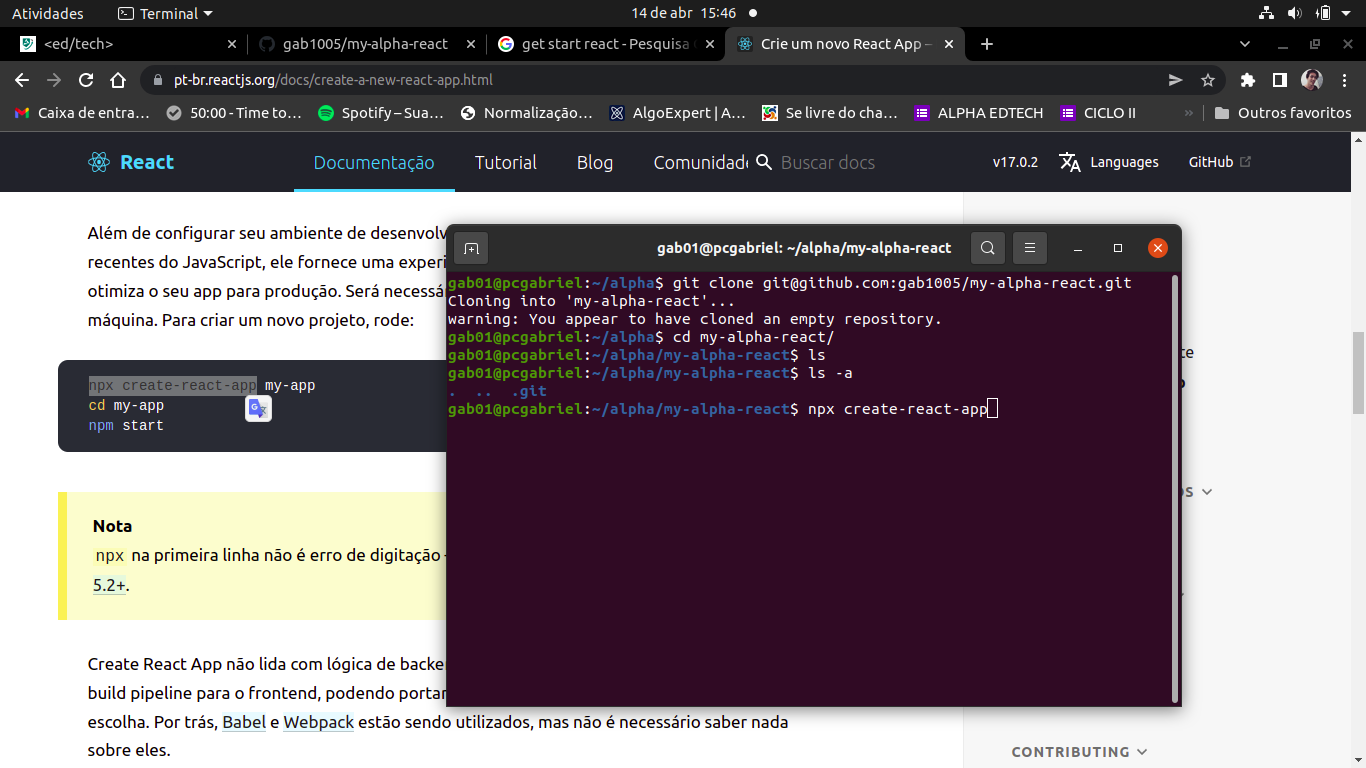 Atividades Terminal 14 de abr 15:46
<ed/tech> gab1005/my-alpha-react get start react - Pesquisa Crie um novo React App –
pt-br.reactjs.org/docs/create-a-new-react-app.html
Caixa de entra… 50:00 - Time to… Spotify – Sua… Normalização… AlgoExpert | A… Se livre do cha… ALPHA EDTECH CICLO II » Outros favoritos
React Documentação Tutorial Blog Comunidade Buscar docs v17.0.2 Languages GitHub
Além de configurar seu ambiente de desenvolv
recentes do JavaScript, ele fornece uma experi
otimiza o seu app para produção. Será necessá
máquina. Para criar um novo projeto, rode:
npx create-react-app my-app
cd my-app
npm start
Nota
npx na primeira linha não é erro de digitação
5.2+.
Create React App não lida com lógica de backe
build pipeline para o frontend, podendo porta
escolha. Por trás, Babel e Webpack estão sendo utilizados, mas não é necessário saber nada
sobre eles.
gab01@pcgabriel: ~/alpha/my-alpha-react
gab01@pcgabriel:~/alpha$ git clone git@github.com:gab1005/my-alpha-react.git
Cloning into 'my-alpha-react'...
warning: You appear to have cloned an empty repository.
gab01@pcgabriel:~/alpha$ cd my-alpha-react/
gab01@pcgabriel:~/alpha/my-alpha-react$ ls
gab01@pcgabriel:~/alpha/my-alpha-react$ ls -a
. .. .git
gab01@pcgabriel:~/alpha/my-alpha-react$ npx create-react-app
te
OS
CONTRIBUTING